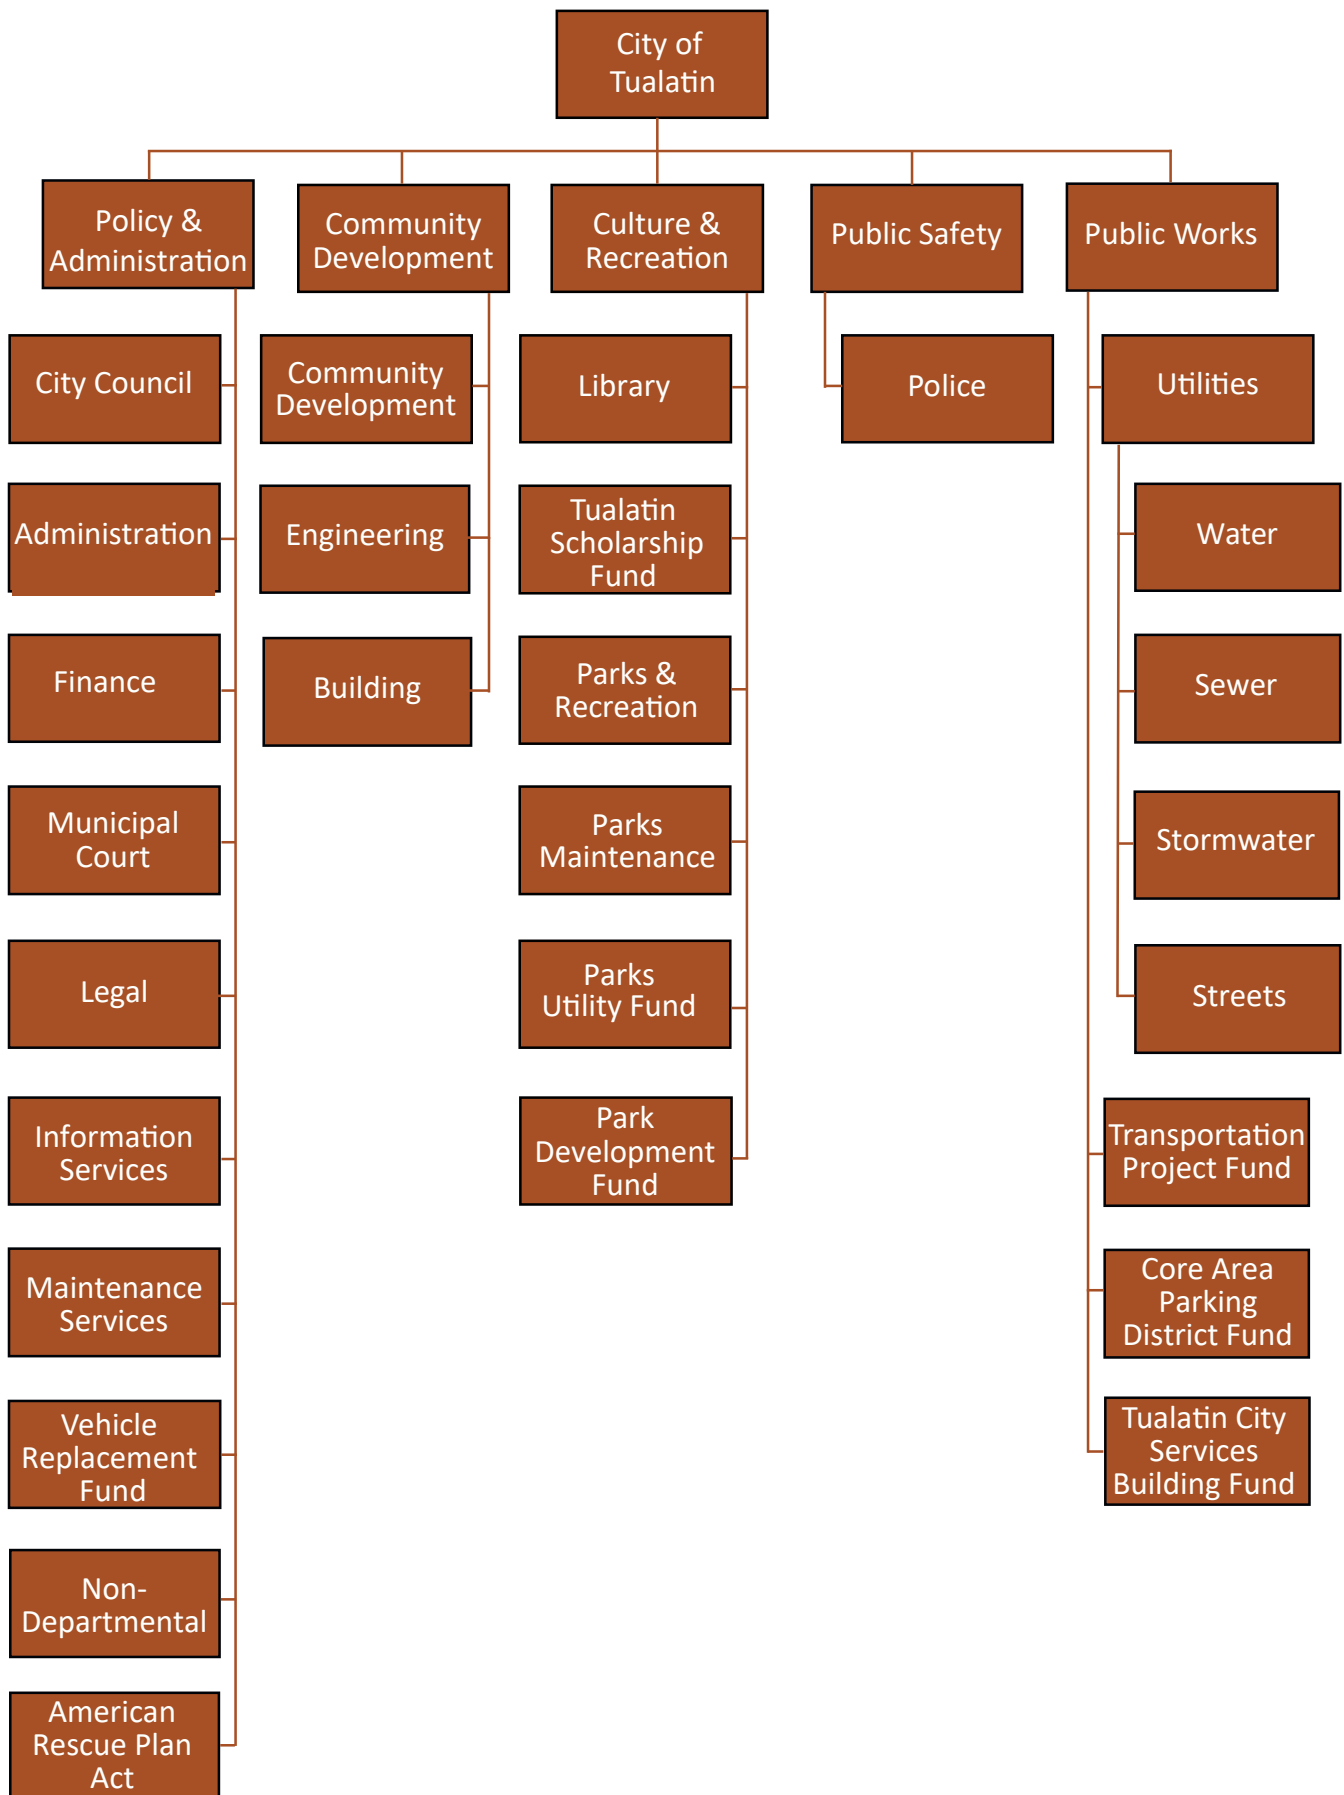 City of
Tualatin
Policy &
Administration
Community
Development
Culture &
Recreation
Public Safety
Public Works
City Council
Administration
Finance
Municipal
Court
Legal
Information
Services
Maintenance
Services
Vehicle
Replacement
Fund
Non-
Departmental
American
Rescue Plan
Act
Community
Development
Engineering
Building
Library
Tualatin
Scholarship
Fund
Parks &
Recreation
Parks
Maintenance
Parks
Utility Fund
Park
Development
Fund
Police
Utilities
Water
Sewer
Stormwater
Streets
Transportation
Project Fund
Core Area
Parking
District Fund
Tualatin City
Services
Building Fund